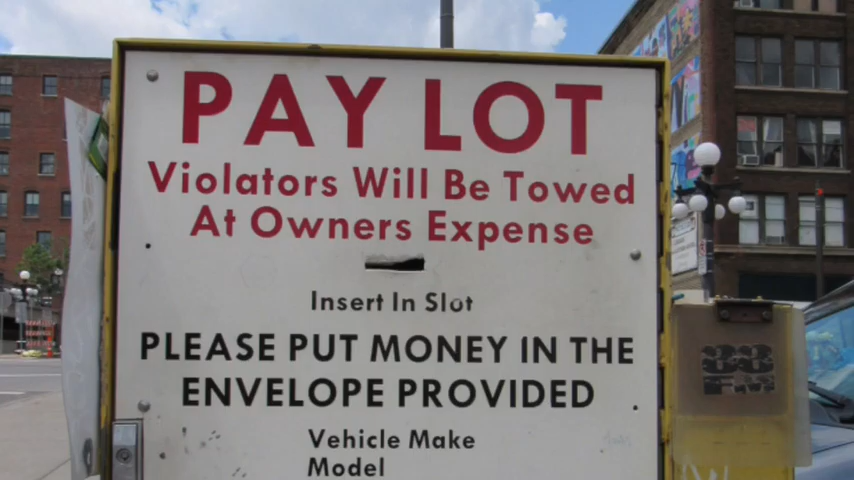 PAY LOT
Violators Will Be Towed
At Owners Expense
Insert In Slot
PLEASE PUT MONEY IN THE
ENVELOPE PROVIDED
Vehicle Make
Model